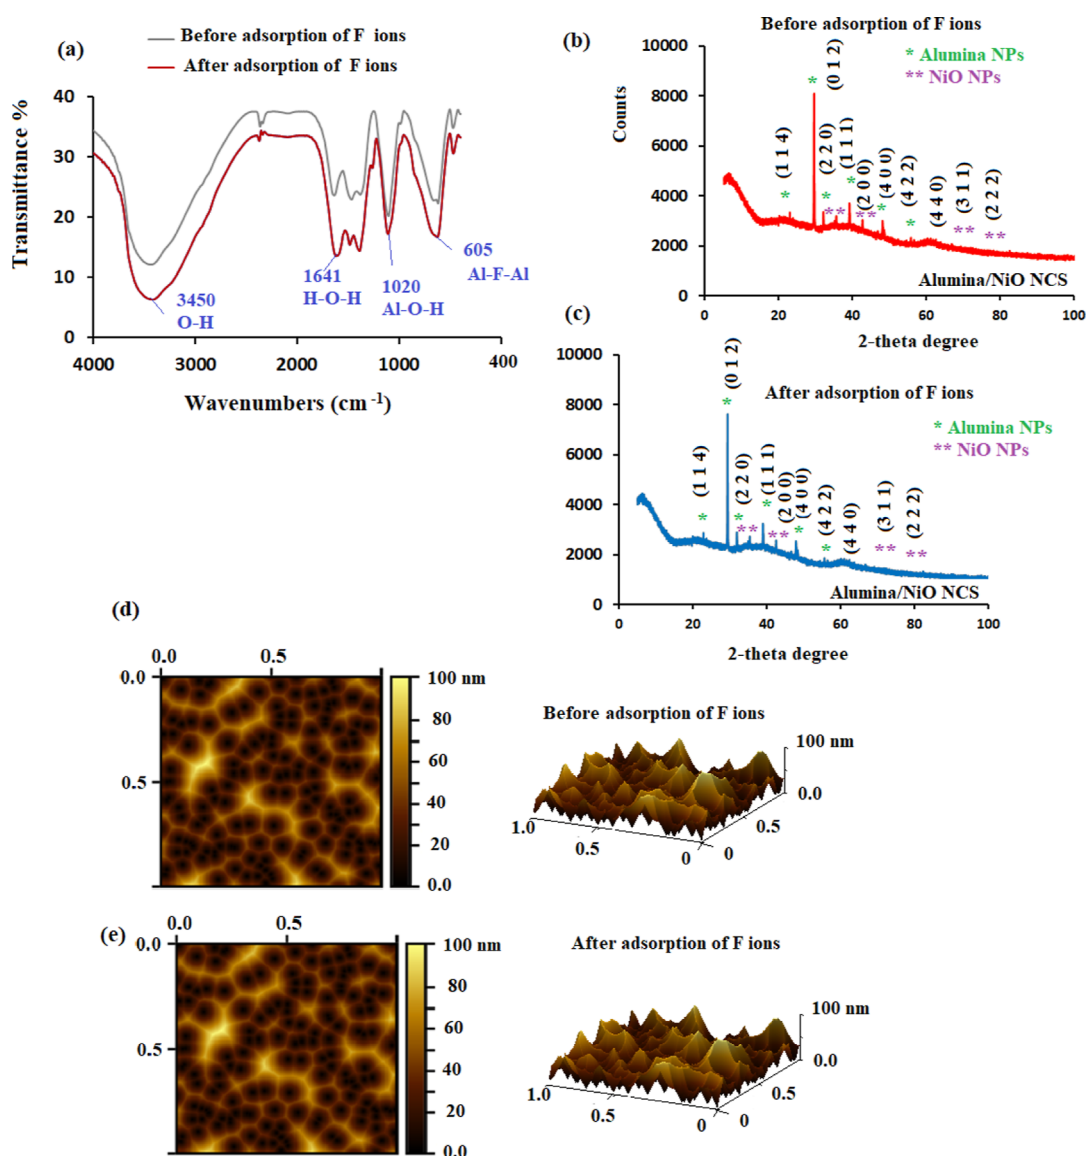 (a)
Before adsorption of F ions
After adsorption of F ions
Transmittance %
40
30
20
10
0
3450
O-H
1641
H-O-H
1020
Al-O-H
605
Al-F-Al
4000
3000
2000
1000
400
Wavenumbers (cm-1)
(b)
Before adsorption of F ions
* Alumina NPs
** NiO NPs
Counts
10000
8000
6000
4000
2000
0
*
(0 1 2)
(1 1 4)
*
(2 2 0)
*
**
(1 1 1)
*
(2 0 0)
**
(4 0 0)
*
(4 2 2)
*
(4 4 0)
(3 1 1)
**
(2 2 2)
**
Alumina/NiO NCS
0
20
40
60
80
100
2-theta degree
(c)
After adsorption of F ions
* Alumina NPs
** NiO NPs
10000
8000
6000
4000
2000
0
(0 1 2)
*
(1 1 4)
*
(2 2 0)
*
**
(1 1 1)
*
(2 0 0)
**
(4 0 0)
*
(4 2 2)
*
(4 4 0)
(3 1 1)
**
(2 2 2)
**
Alumina/NiO NCS
0
20
40
60
80
100
2-theta degree
(d)
0.0
0.5
0.0
0.5
100 nm
80
60
40
20
0.0
Before adsorption of F ions
100 nm
0.0
0.5
0
1.0
0.5
0
(e)
0.0
0.5
0.0
0.5
100 nm
80
60
40
20
0.0
After adsorption of F ions
100 nm
0.0
0.5
0
1.0
0.5
0